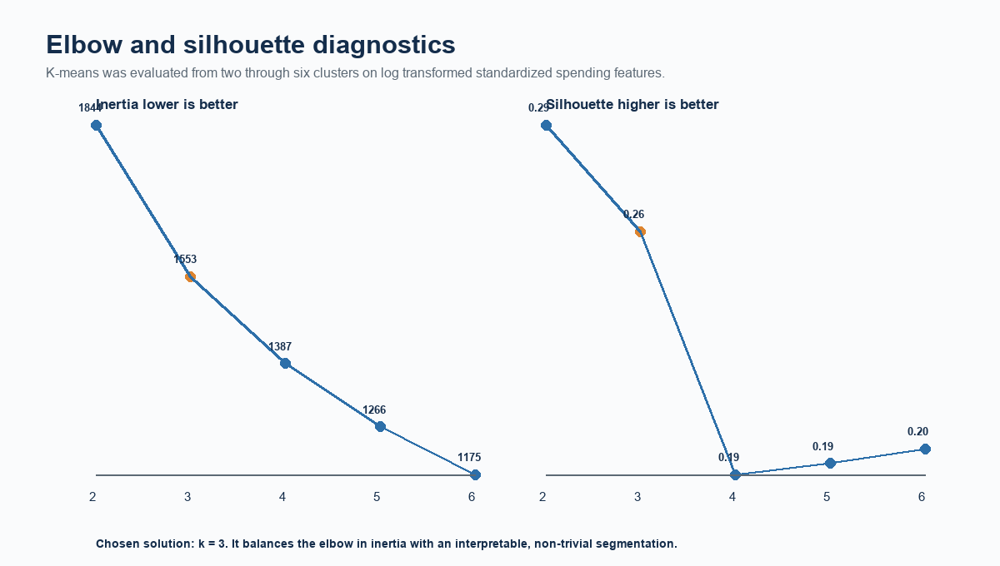 Elbow and silhouette diagnostics
K-means was evaluated from two through six clusters on log transformed standardized spending features.
Inertia lower is better
1844
1553
1387
1266
1175
2 3 4 5 6
Silhouette higher is better
0.29
0.26
0.19
0.19
0.20
2 3 4 5 6
Chosen solution: k = 3. It balances the elbow in inertia with an interpretable, non-trivial segmentation.